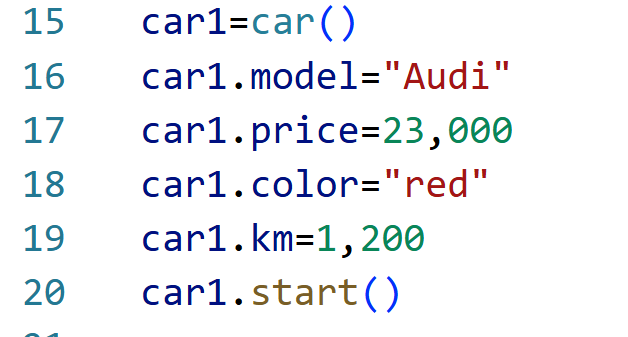 15 car1=car()
16 car1.model="Audi"
17 car1.price=23,000
18 car1.color="red"
19 car1.km=1,200
20 car1.start()